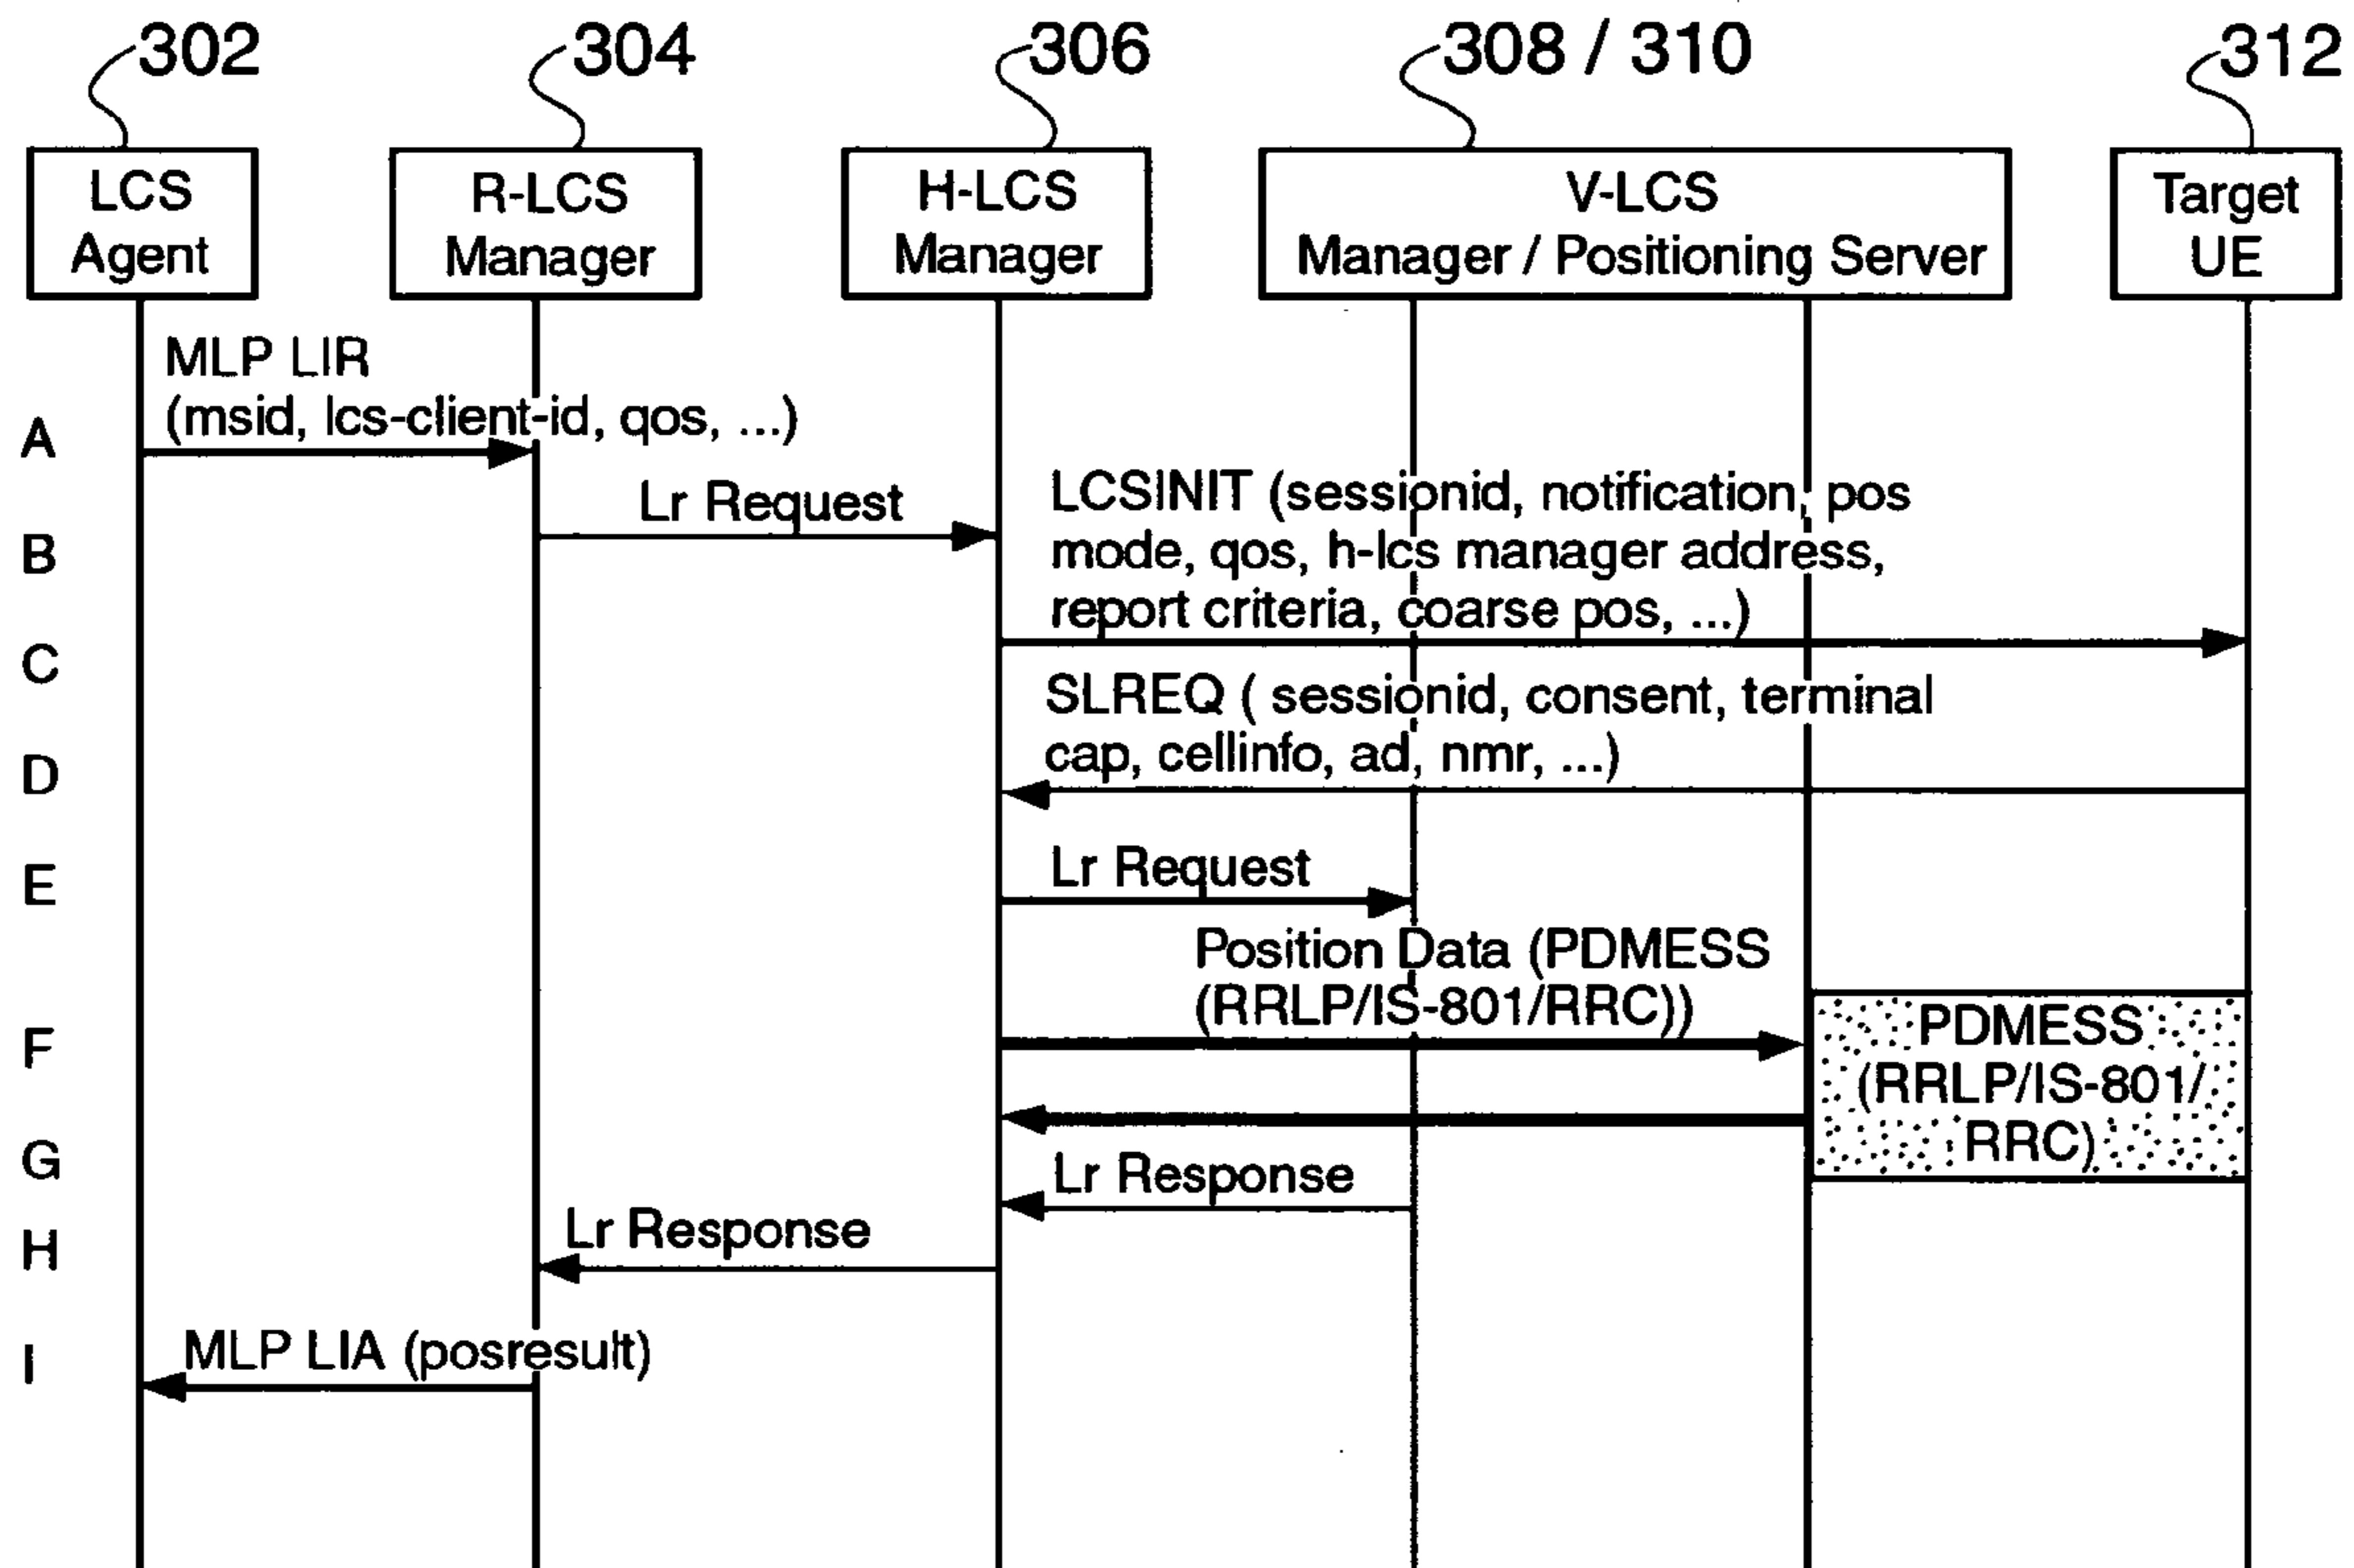 302
304
306
308 / 310
312
LCS
Agent
R-LCS
Manager
H-LCS
Manager
V-LCS
Manager / Positioning Server
Target
UE
MLP LIR
(msid, lcs-client-id, qos, ...)
A
Lr Request
B
LCSINIT (sessionid, notification, pos
mode, qos, h-lcs manager address,
report criteria, coarse pos, ...)
C
SLREQ ( sessionid, consent, terminal
cap, cellinfo, ad, nmr, ...)
D
E
Lr Request
Position Data (PDMESS
(RRLP/IS-801/RRC))
F
PDMESS
(RRLP/IS-801/
RRC)
G
Lr Response
H
Lr Response
I
MLP LIA (posresult)